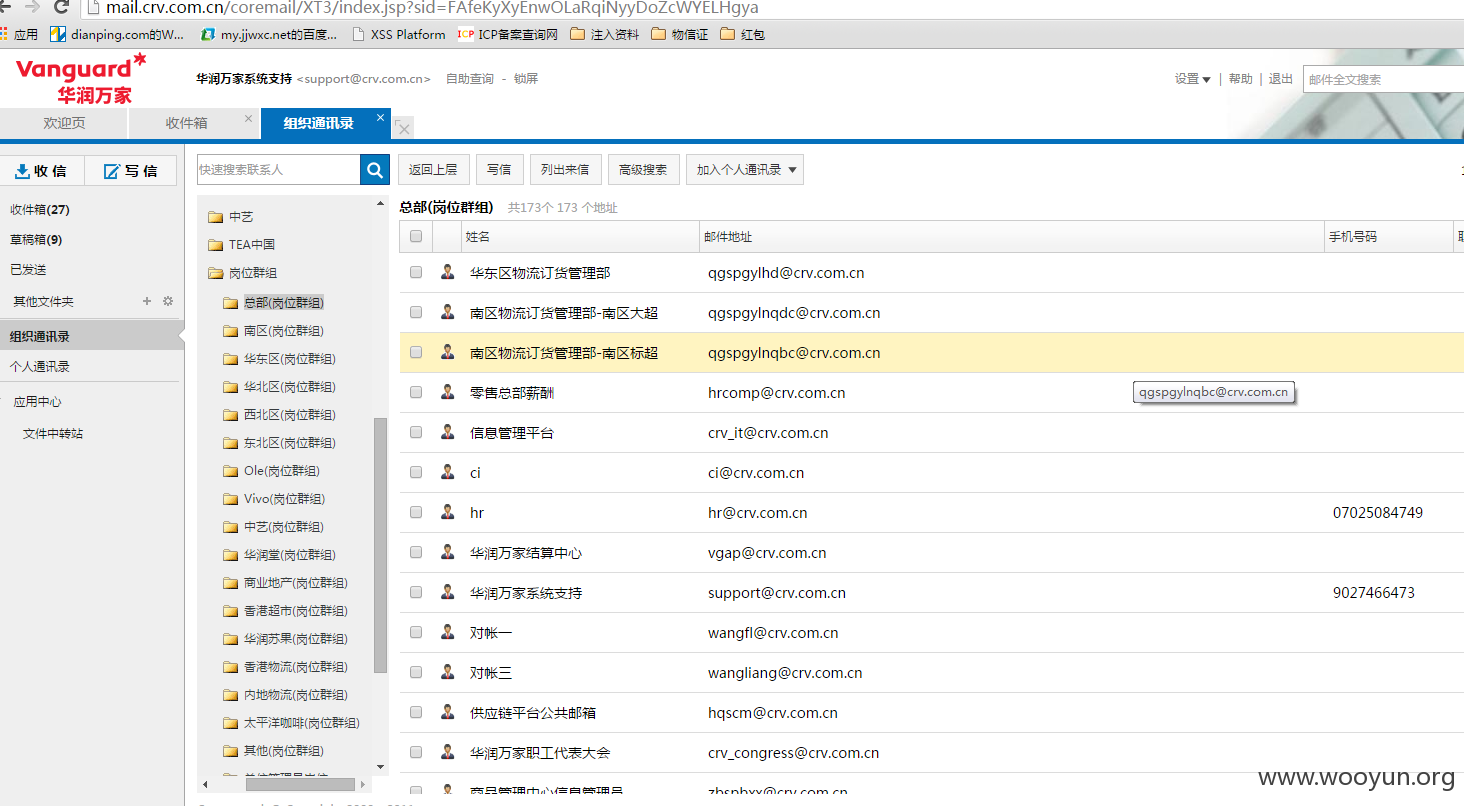 mail.crv.com.cn/coremail/XT3/index.jsp?sid=FAfeKyXyEnwOLaRqiNyyDoZcWYELHgya
应用 dianping.com的W... my.jjwxc.net的百度... XSS Platform ICP ICP备案查询网 注入资料 物信证 红包
Vanguard
华润万家
华润万家系统支持 <support@crv.com.cn> 自助查询 - 锁屏
设置 | 帮助 | 退出 邮件全文搜索
欢迎页 收件箱 组织通讯录
收信 写信
快速搜索联系人 返回上层 写信 列出来信 高级搜索 加入个人通讯录
收件箱(27)
草稿箱(9)
已发送
其他文件夹
组织通讯录
个人通讯录
应用中心
文件中转站
中艺
TEA中国
岗位群组
总部(岗位群组)
南区(岗位群组)
华东区(岗位群组)
华北区(岗位群组)
西北区(岗位群组)
东北区(岗位群组)
Ole(岗位群组)
Vivo(岗位群组)
中艺(岗位群组)
华润堂(岗位群组)
商业地产(岗位群组)
香港超市(岗位群组)
华润苏果(岗位群组)
香港物流(岗位群组)
内地物流(岗位群组)
太平洋咖啡(岗位群组)
其他(岗位群组)
总部(岗位群组) 共173个 173 个地址
姓名 邮件地址 手机号码
华东区物流订货管理部 qgspgylhd@crv.com.cn
南区物流订货管理部-南区大超 qgspgylnqdc@crv.com.cn
南区物流订货管理部-南区标超 qgspgylnqbc@crv.com.cn
零售总部薪酬 hrcomp@crv.com.cn
qgspgylnqbc@crv.com.cn
信息管理平台 crv_it@crv.com.cn
ci ci@crv.com.cn
hr hr@crv.com.cn 07025084749
华润万家结算中心 vgap@crv.com.cn
华润万家系统支持 support@crv.com.cn 9027466473
对帐一 wangfl@crv.com.cn
对帐三 wangliang@crv.com.cn
供应链平台公共邮箱 hqscm@crv.com.cn
华润万家职工代表大会 crv_congress@crv.com.cn
商品管理中心信息管理员 zbspbxx@crv.com.cn
www.wooyun.org